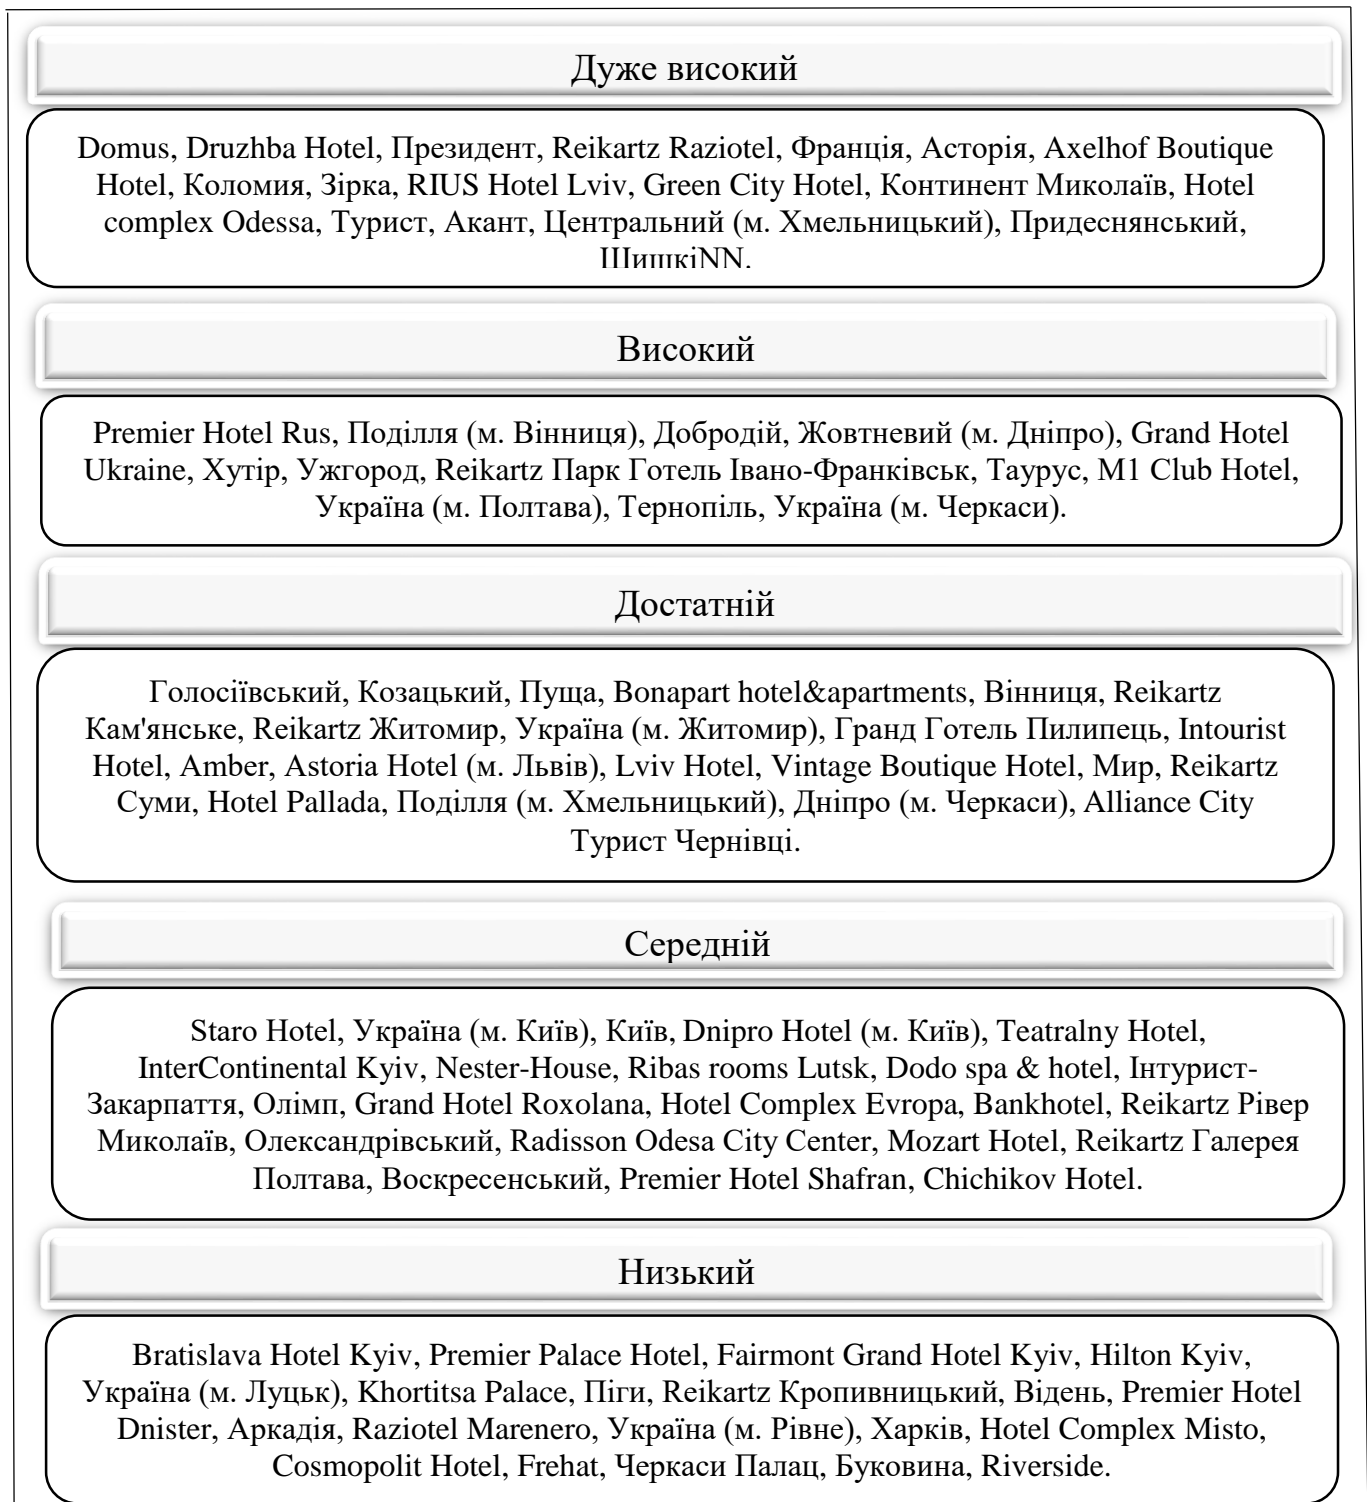 Дуже високий
Domus, Druzhba Hotel, Президент, Reikartz Raziotel, Франція, Асторія, Axelhof Boutique
Hotel, Коломия, Зірка, RIUS Hotel Lviv, Green City Hotel, Континент Миколаїв, Hotel
complex Odessa, Турист, Акант, Центральний (м. Хмельницький), Придеснянський,
ШишкіNN.
Високий
Premier Hotel Rus, Поділля (м. Вінниця), Добродій, Жовтневий (м. Дніпро), Grand Hotel
Ukraine, Хутір, Ужгород, Reikartz Парк Готель Івано-Франківськ, Таурус, M1 Club Hotel,
Україна (м. Полтава), Тернопіль, Україна (м. Черкаси).
Достатній
Голосіївський, Козацький, Пуща, Bonapart hotel&apartments, Вінниця, Reikartz
Кам'янське, Reikartz Житомир, Україна (м. Житомир), Гранд Готель Пилипець, Intourist
Hotel, Amber, Astoria Hotel (м. Львів), Lviv Hotel, Vintage Boutique Hotel, Мир, Reikartz
Суми, Hotel Pallada, Поділля (м. Хмельницький), Дніпро (м. Черкаси), Alliance City
Турист Чернівці.
Середній
Staro Hotel, Україна (м. Київ), Київ, Dnipro Hotel (м. Київ), Teatralny Hotel,
InterContinental Kyiv, Nester-House, Ribas rooms Lutsk, Dodo spa & hotel, Інтурист-
Закарпаття, Олімп, Grand Hotel Roxolana, Hotel Complex Evropa, Bankhotel, Reikartz Рівер
Миколаїв, Олександрівський, Radisson Odesa City Center, Mozart Hotel, Reikartz Галерея
Полтава, Воскресенський, Premier Hotel Shafran, Chichikov Hotel.
Низький
Bratislava Hotel Kyiv, Premier Palace Hotel, Fairmont Grand Hotel Kyiv, Hilton Kyiv,
Україна (м. Луцьк), Khortitsa Palace, Піги, Reikartz Кропивницький, Відень, Premier Hotel
Dnister, Аркадія, Raziotel Marenero, Україна (м. Рівне), Харків, Hotel Complex Misto,
Cosmopolit Hotel, Frehat, Черкаси Палац, Буковина, Riverside.